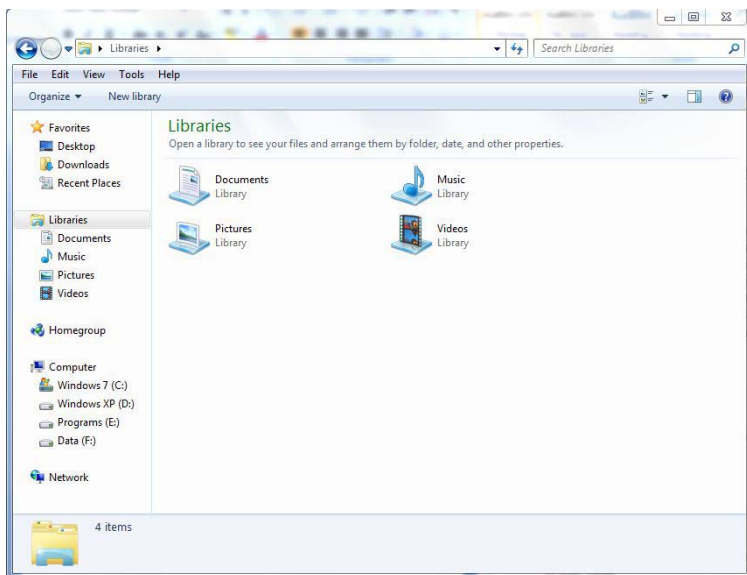 Libraries
Search Libraries
File Edit View Tools Help
Organize New library
Favorites
Desktop
Downloads
Recent Places
Libraries
Documents
Music
Pictures
Videos
Homegroup
Computer
Windows 7 (C:)
Windows XP (D:)
Programs (E:)
Data (F:)
Network
Libraries
Open a library to see your files and arrange them by folder, date, and other properties.
Documents
Library
Music
Library
Pictures
Library
Videos
Library
4 items